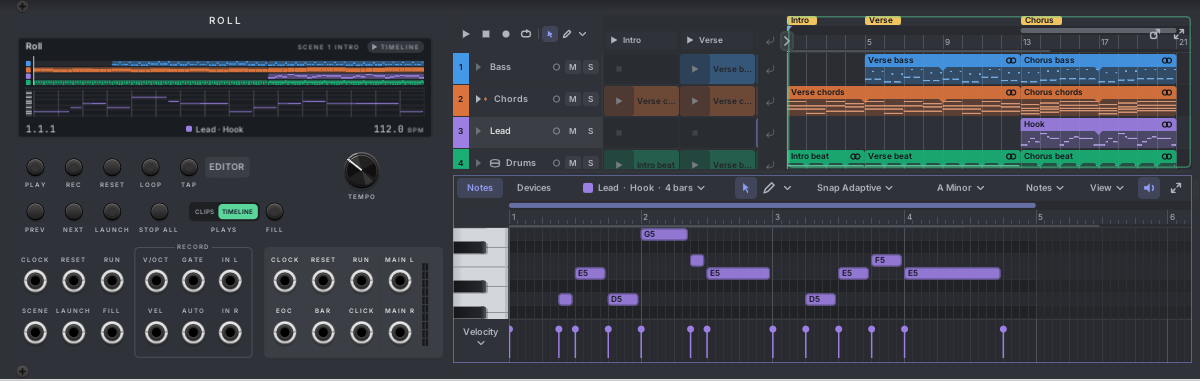 ROLL
Roll SCENE 1 INTRO TIMELINE
1.1.1 Lead · Hook 112.0 BPM
PLAY REC RESET LOOP TAP EDITOR
TEMPO
PREV NEXT LAUNCH STOP ALL CLIPS TIMELINE PLAYS FILL
RECORD
CLOCK RESET RUN V/OCT GATE IN L CLOCK RESET RUN MAIN L
SCENE LAUNCH FILL VEL AUTO IN R EOC BAR CLICK MAIN R
Intro Verse Chorus
Intro Verse 5 9 13 17 21
1 Bass M S Verse b... Verse bass Chorus bass
2 Chords M S Verse c... Verse c... Verse chords Chorus chords
3 Lead M S Hook
4 Drums M S Intro beat Verse b... Intro beat Verse beat Chorus beat
Notes Devices Lead · Hook · 4 bars Snap Adaptive A Minor Notes View
1 2 3 4 5 6
G5
E5 E5 E5 F5 E5
D5 D5
Velocity